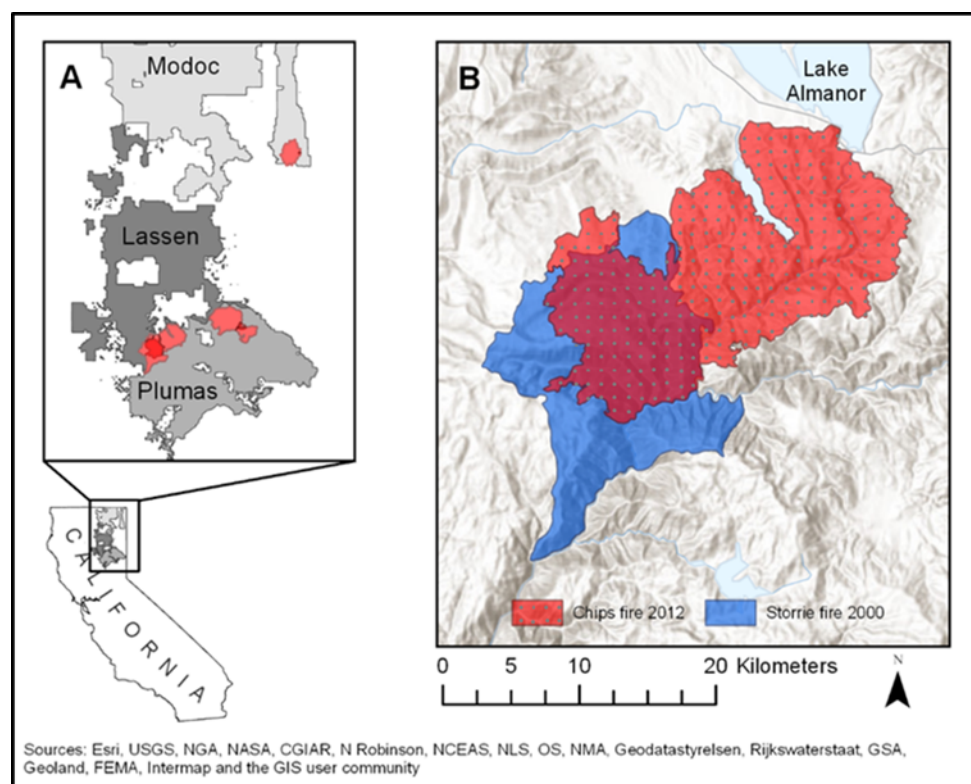 A
Modoc
Lassen
Plumas
CALIFORNIA
B
Lake
Almanor
Chips fire 2012
Storrie fire 2000
0 5 10 20 Kilometers
N
Sources: Esri, USGS, NGA, NASA, CGIAR, N Robinson, NCEAS, NLS, OS, NMA, Geodatastyrelsen, Rijkswaterstaat, GSA,
Geoland, FEMA, Intermap and the GIS user community